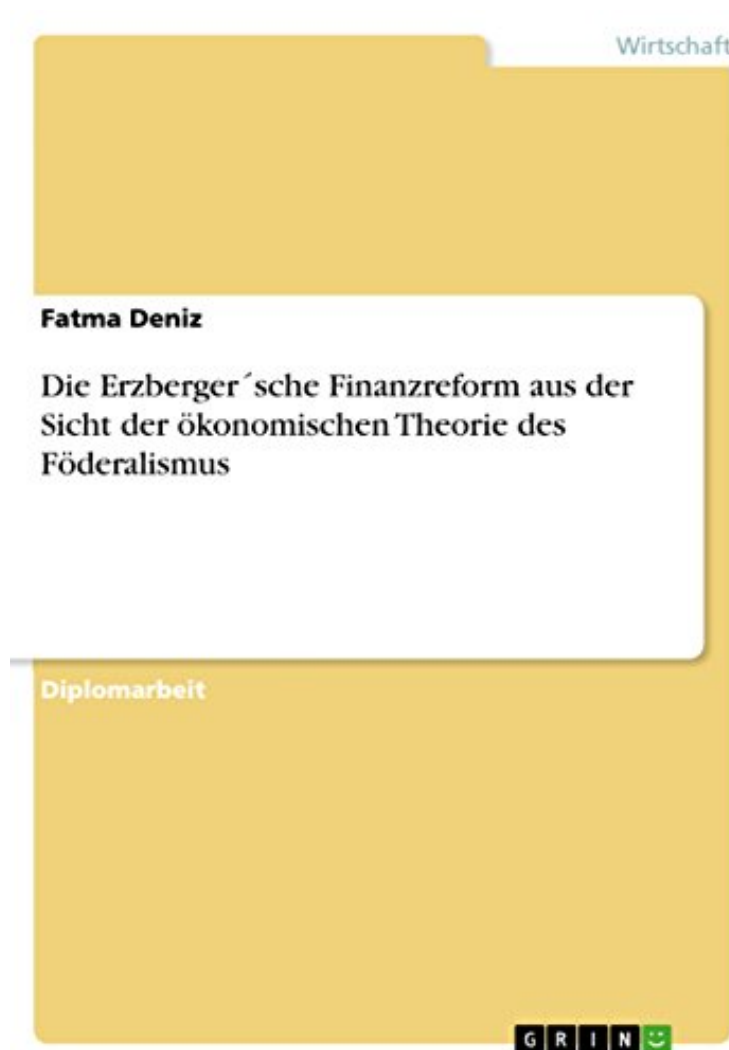 Wirtschaft
Fatma Deniz
Die Erzberger´sche Finanzreform aus der
Sicht der ökonomischen Theorie des
Föderalismus
Diplomarbeit
GRIN